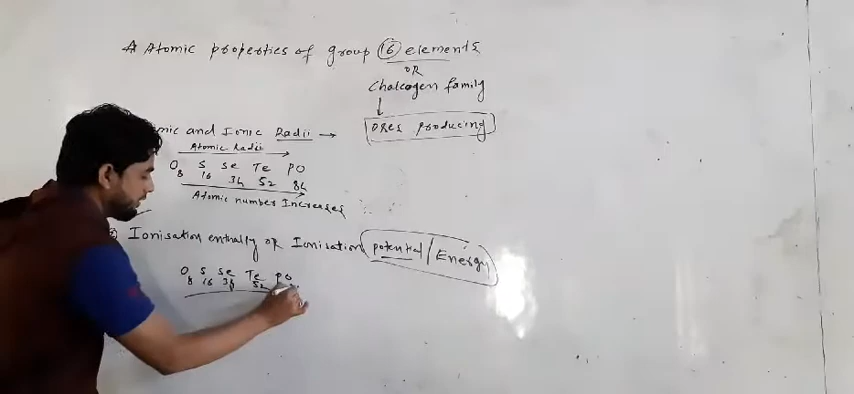 Atomic properties of group 16 elements
OR
Chalcogen family
ORES producing
and Ionic Radii →
Atomic Radii
O S Se Te PO
8 16 34 52 84
Atomic number Increases
Ionisation enthally OR Ionisation potential / Energy
O S Se Te PO
8 16 34 52